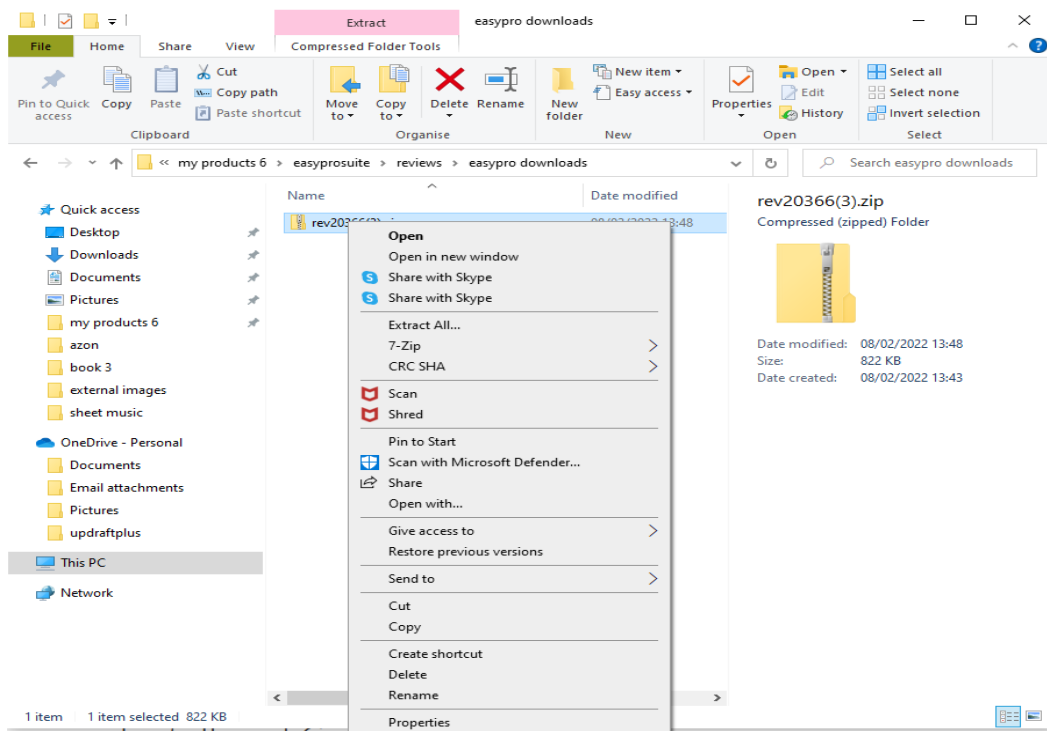 Extract
easypro downloads
File Home Share View Compressed Folder Tools
Pin to Quick access
Copy
Paste
Cut
Copy path
Paste shortcut
Clipboard
Move to
Copy to
Delete
Rename
Organise
New folder
New item
Easy access
New
Properties
Open
Edit
History
Open
Select all
Select none
Invert selection
Select
« my products 6 > easyprosuite > reviews > easypro downloads
Search easypro downloads
Quick access
Desktop
Downloads
Documents
Pictures
my products 6
azon
book 3
external images
sheet music
OneDrive - Personal
Documents
Email attachments
Pictures
updraftplus
This PC
Network
Name Date modified
Open
Open in new window
Share with Skype
Share with Skype
Extract All...
7-Zip
CRC SHA
Scan
Shred
Pin to Start
Scan with Microsoft Defender...
Share
Open with...
Give access to
Restore previous versions
Send to
Cut
Copy
Create shortcut
Delete
Rename
Properties
rev20366(3).zip
Compressed (zipped) Folder
Date modified: 08/02/2022 13:48
Size: 822 KB
Date created: 08/02/2022 13:43
1 item 1 item selected 822 KB